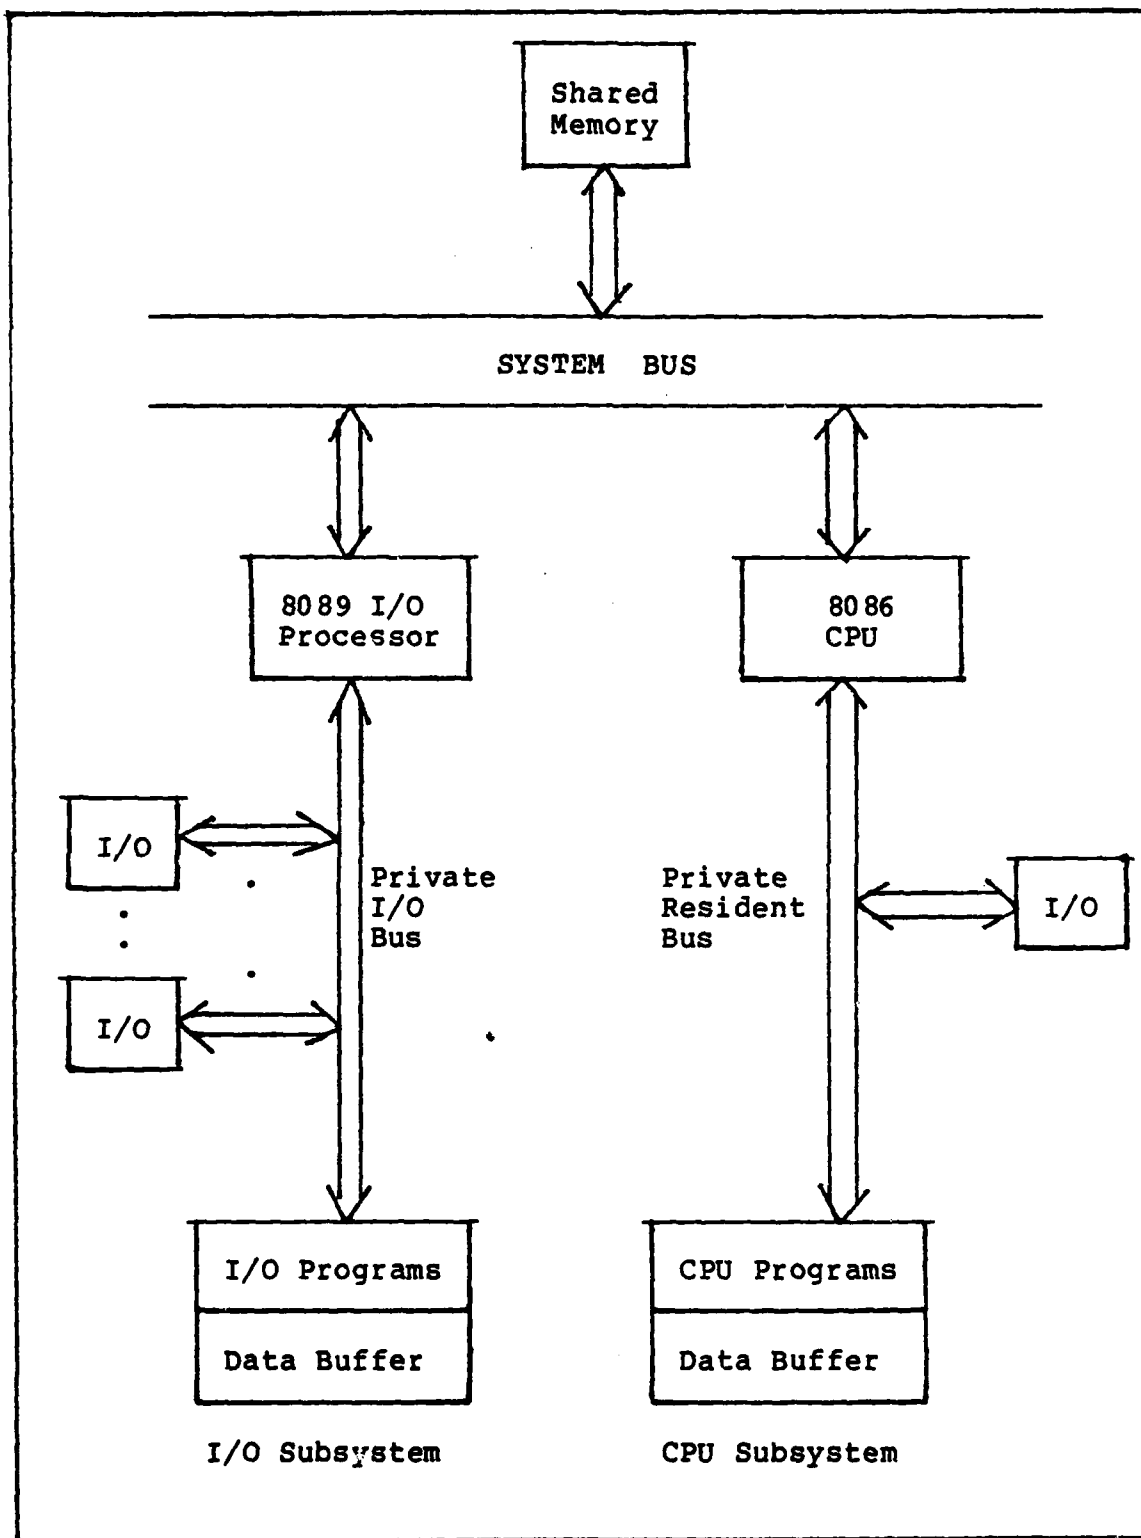 Shared
Memory
SYSTEM BUS
8089 I/O
Processor
8086
CPU
I/O
I/O
Private
I/O
Bus
Private
Resident
Bus
I/O
I/O Programs
Data Buffer
I/O Subsystem
CPU Programs
Data Buffer
CPU Subsystem